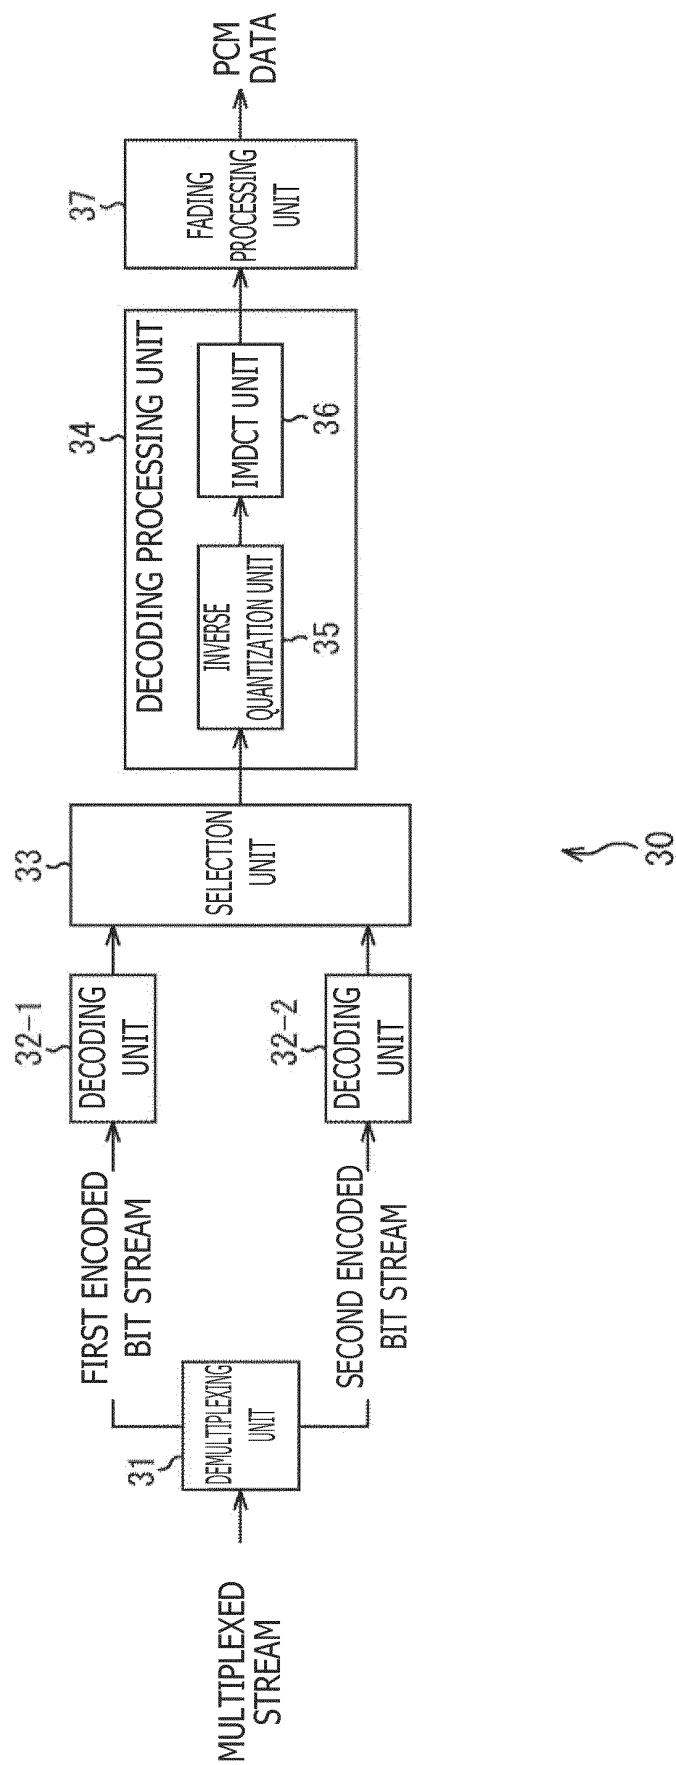 MULTIPLEXED
STREAM
31
DEMULTIPLEXING
UNIT
FIRST ENCODED
BIT STREAM
SECOND ENCODED
BIT STREAM
32-1
DECODING
UNIT
32-2
DECODING
UNIT
33
SELECTION
UNIT
34
DECODING PROCESSING UNIT
INVERSE
QUANTIZATION UNIT
35
IMDCT UNIT
36
37
FADING
PROCESSING
UNIT
PCM
DATA
30